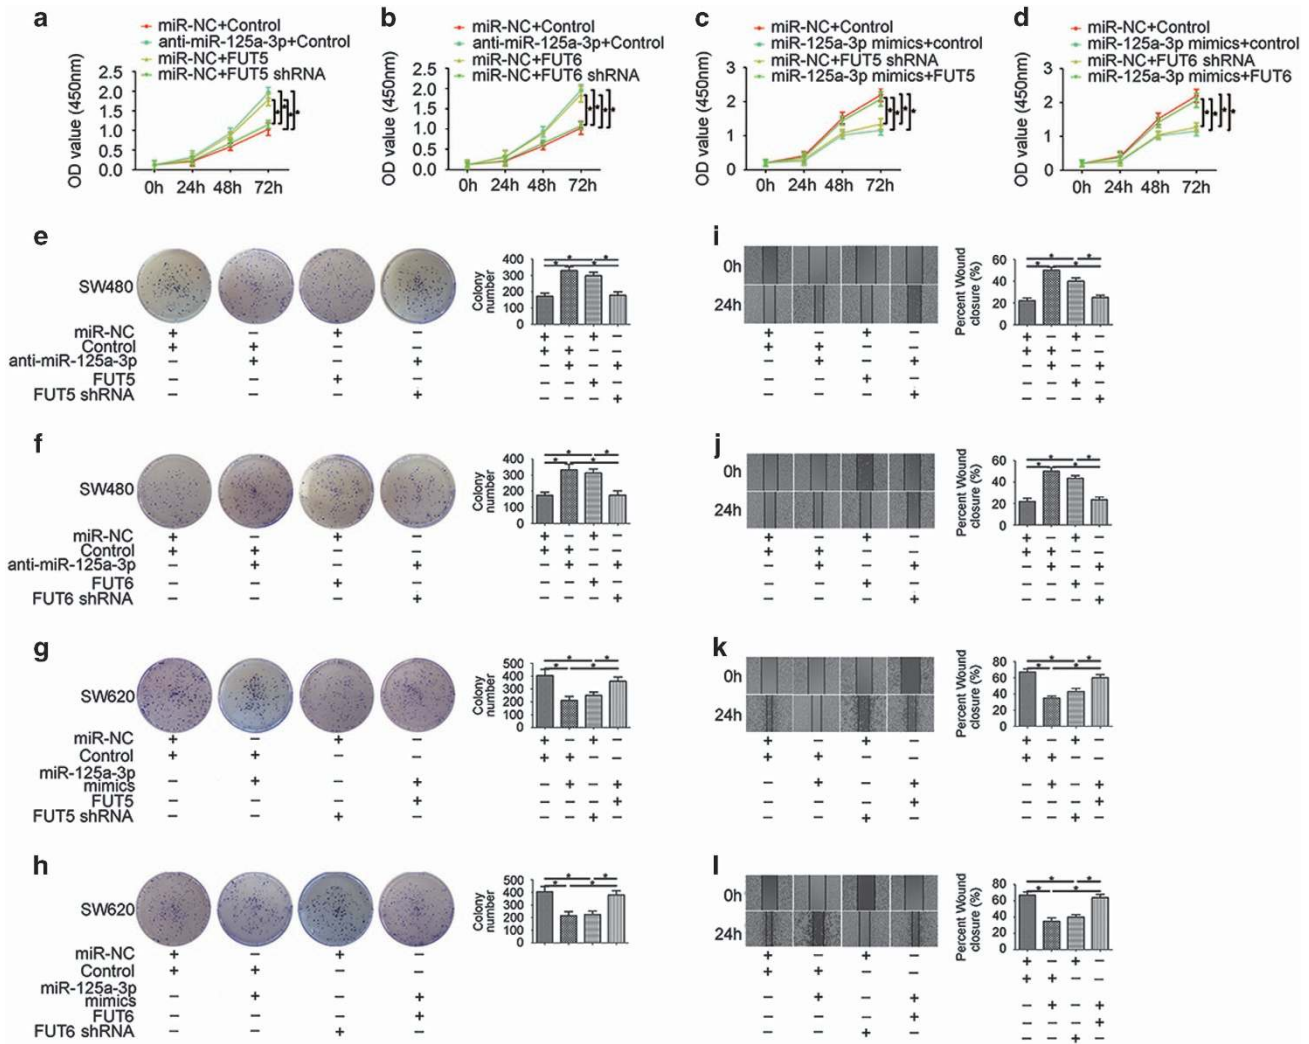 a
miR-NC+Control
anti-miR-125a-3p+Control
miR-NC+FUT5
miR-NC+FUT5 shRNA
OD value (450nm)
2.5
2.0
1.5
1.0
0.5
0.0
0h 24h 48h 72h
* * * *
b
miR-NC+Control
anti-miR-125a-3p+Control
miR-NC+FUT6
miR-NC+FUT6 shRNA
OD value (450nm)
2.5
2.0
1.5
1.0
0.5
0.0
0h 24h 48h 72h
* * * *
c
miR-NC+Control
miR-125a-3p mimics+control
miR-NC+FUT5 shRNA
miR-125a-3p mimics+FUT5
OD value (450nm)
3
2
1
0
0h 24h 48h 72h
* * * *
d
miR-NC+Control
miR-125a-3p mimics+control
miR-NC+FUT6 shRNA
miR-125a-3p mimics+FUT6
OD value (450nm)
3
2
1
0
0h 24h 48h 72h
* * * *
e
SW480
miR-NC + − + −
Control + + − −
anti-miR-125a-3p − + − +
FUT5 − − + −
FUT5 shRNA − − − +
Colony number
400
300
200
100
0
* *
* *
+ − + −
+ + − −
− + − +
− − + −
− − − +
i
0h
24h
+ − + −
+ + − −
− + − +
− − + −
− − − +
Percent Wound closure (%)
60
40
20
0
* *
* *
+ − + −
+ + − −
− + − +
− − + −
− − − +
f
SW480
miR-NC + − + −
Control + + − −
anti-miR-125a-3p − + − +
FUT6 − − + −
FUT6 shRNA − − − +
Colony number
400
300
200
100
0
* *
* *
+ − + −
+ + − −
− + − +
− − + −
− − − +
j
0h
24h
+ − + −
+ + − −
− + − +
− − + −
− − − +
Percent Wound closure (%)
60
40
20
0
* *
* *
+ − + −
+ + − −
− + − +
− − + −
− − − +
g
SW620
miR-NC + − + −
Control + + − −
miR-125a-3p
mimics − + − +
FUT5 − − − +
FUT5 shRNA − − + −
Colony number
500
400
300
200
100
0
* *
* *
+ − + −
+ + − −
− + − +
− − − +
− − + −
k
0h
24h
+ − + −
+ + − −
− + − +
− − − +
− − + −
Percent Wound closure (%)
80
60
40
20
0
* *
* *
+ − + −
+ + − −
− + − +
− − − +
− − + −
h
SW620
miR-NC + − + −
Control + + − −
miR-125a-3p
mimics − + − +
FUT6 − − − +
FUT6 shRNA − − + −
Colony number
500
400
300
200
100
0
* *
* *
l
0h
24h
+ − + −
+ + − −
− + − +
− − − +
− − + −
Percent Wound closure (%)
80
60
40
20
0
* *
* *
+ − + −
+ + − −
− + − +
− − − +
− − + −